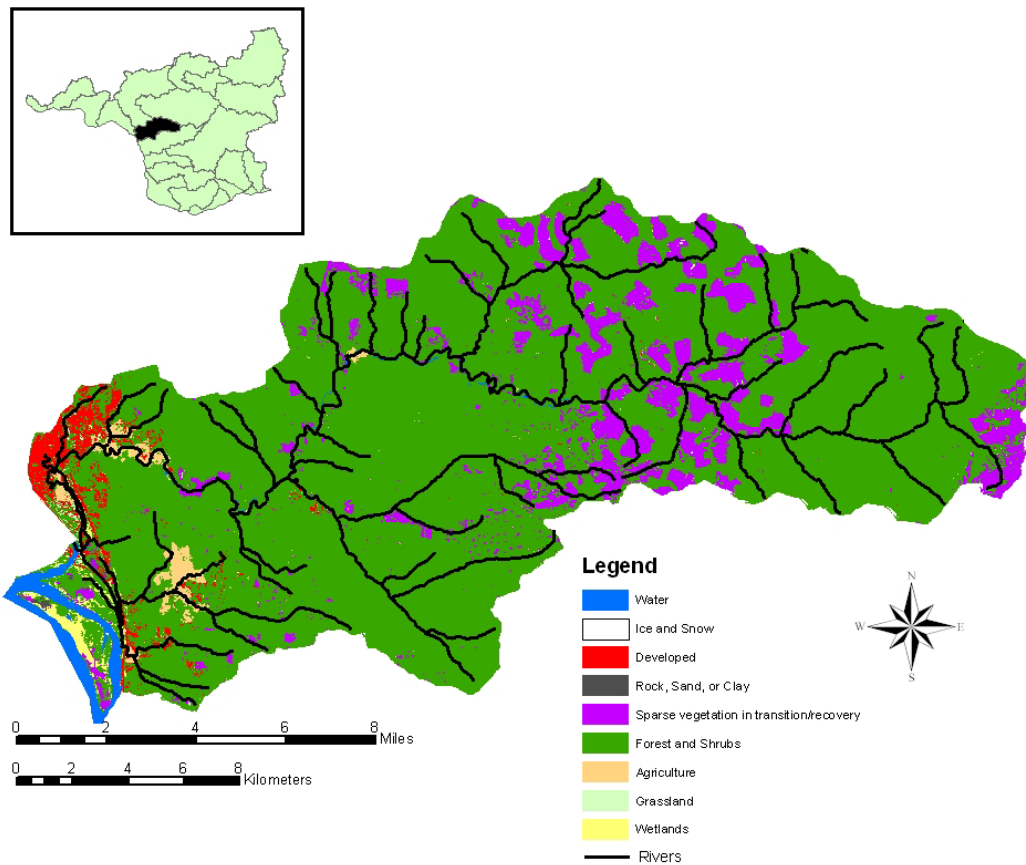 Legend
Water
Ice and Snow
Developed
Rock, Sand, or Clay
Sparse vegetation in transition/recovery
Forest and Shrubs
Agriculture
Grassland
Wetlands
Rivers
N
W E
S
0 2 4 6 8
Miles
0 2 4 6 8
Kilometers